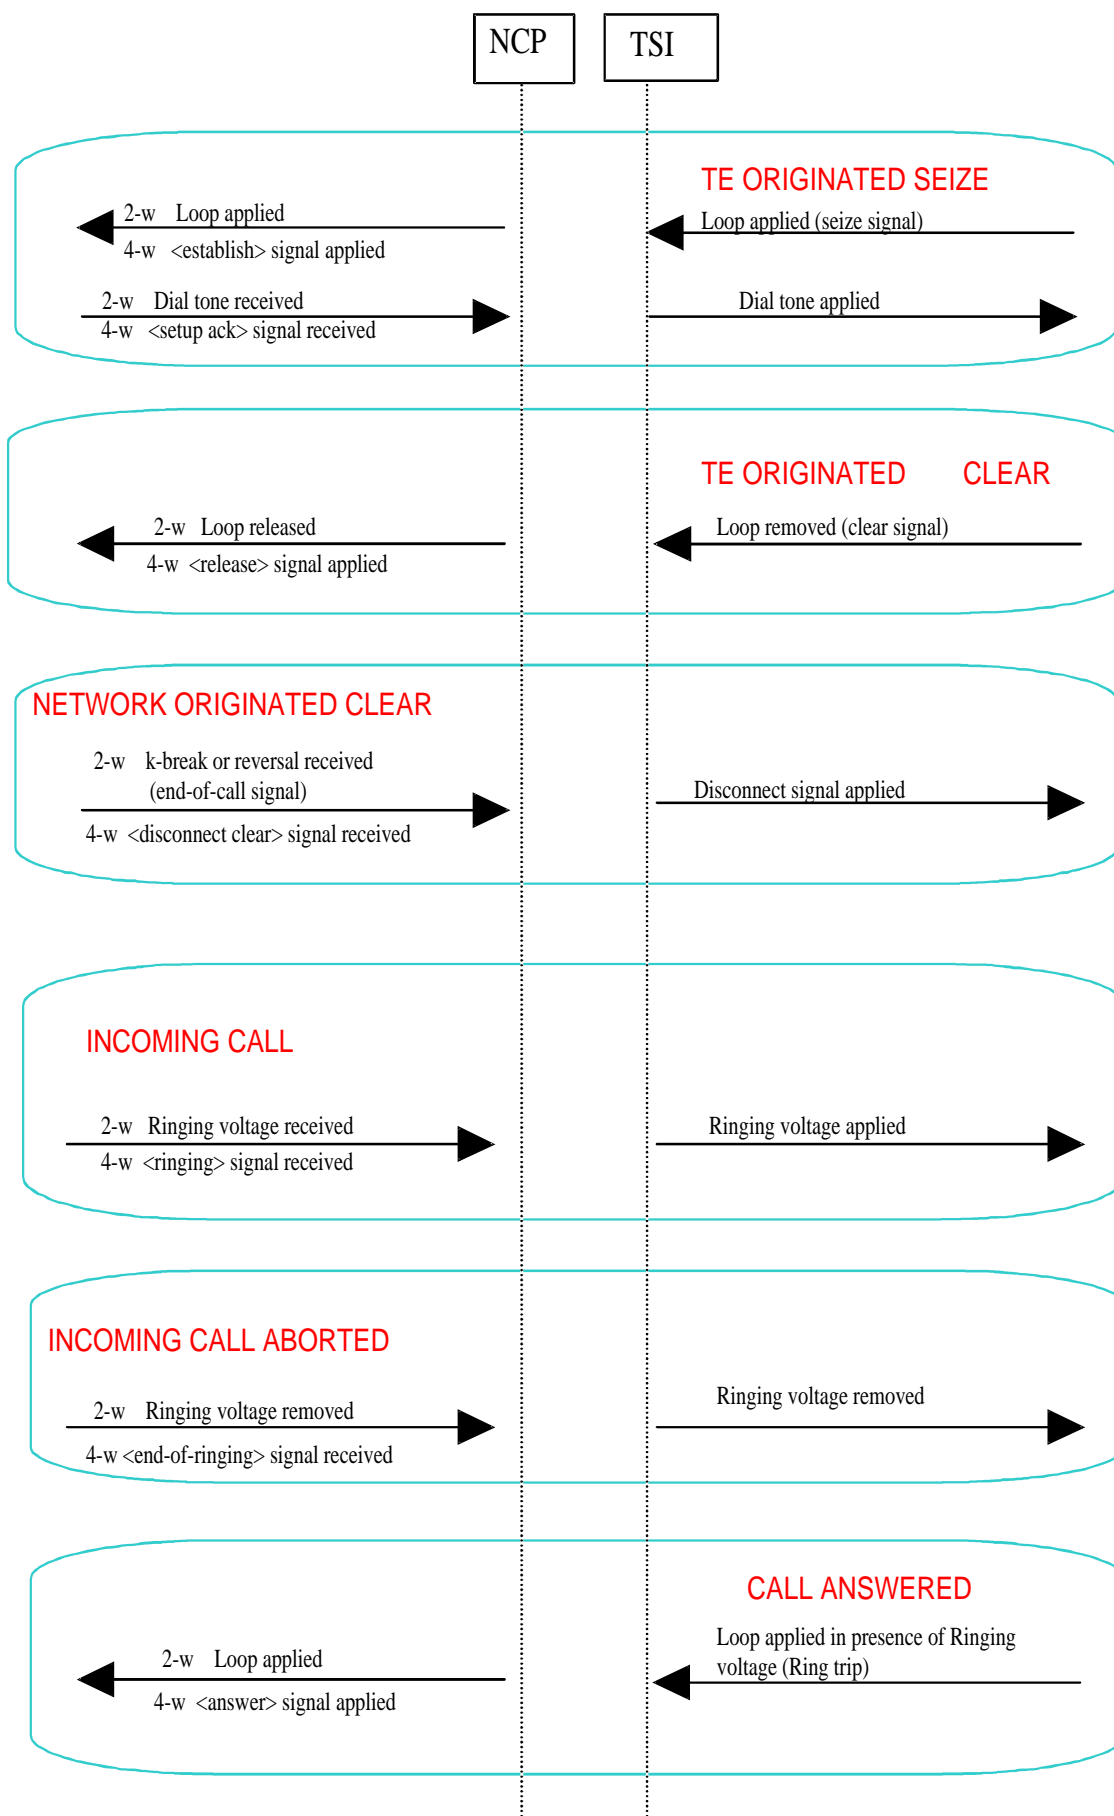 NCP
TSI
TE ORIGINATED SEIZE
2-w Loop applied
4-w <establish> signal applied
Loop applied (seize signal)
2-w Dial tone received
4-w <setup ack> signal received
Dial tone applied
TE ORIGINATED CLEAR
2-w Loop released
4-w <release> signal applied
Loop removed (clear signal)
NETWORK ORIGINATED CLEAR
2-w k-break or reversal received
(end-of-call signal)
4-w <disconnect clear> signal received
Disconnect signal applied
INCOMING CALL
2-w Ringing voltage received
4-w <ringing> signal received
Ringing voltage applied
INCOMING CALL ABORTED
2-w Ringing voltage removed
4-w <end-of-ringing> signal received
Ringing voltage removed
CALL ANSWERED
2-w Loop applied
4-w <answer> signal applied
Loop applied in presence of Ringing
voltage (Ring trip)